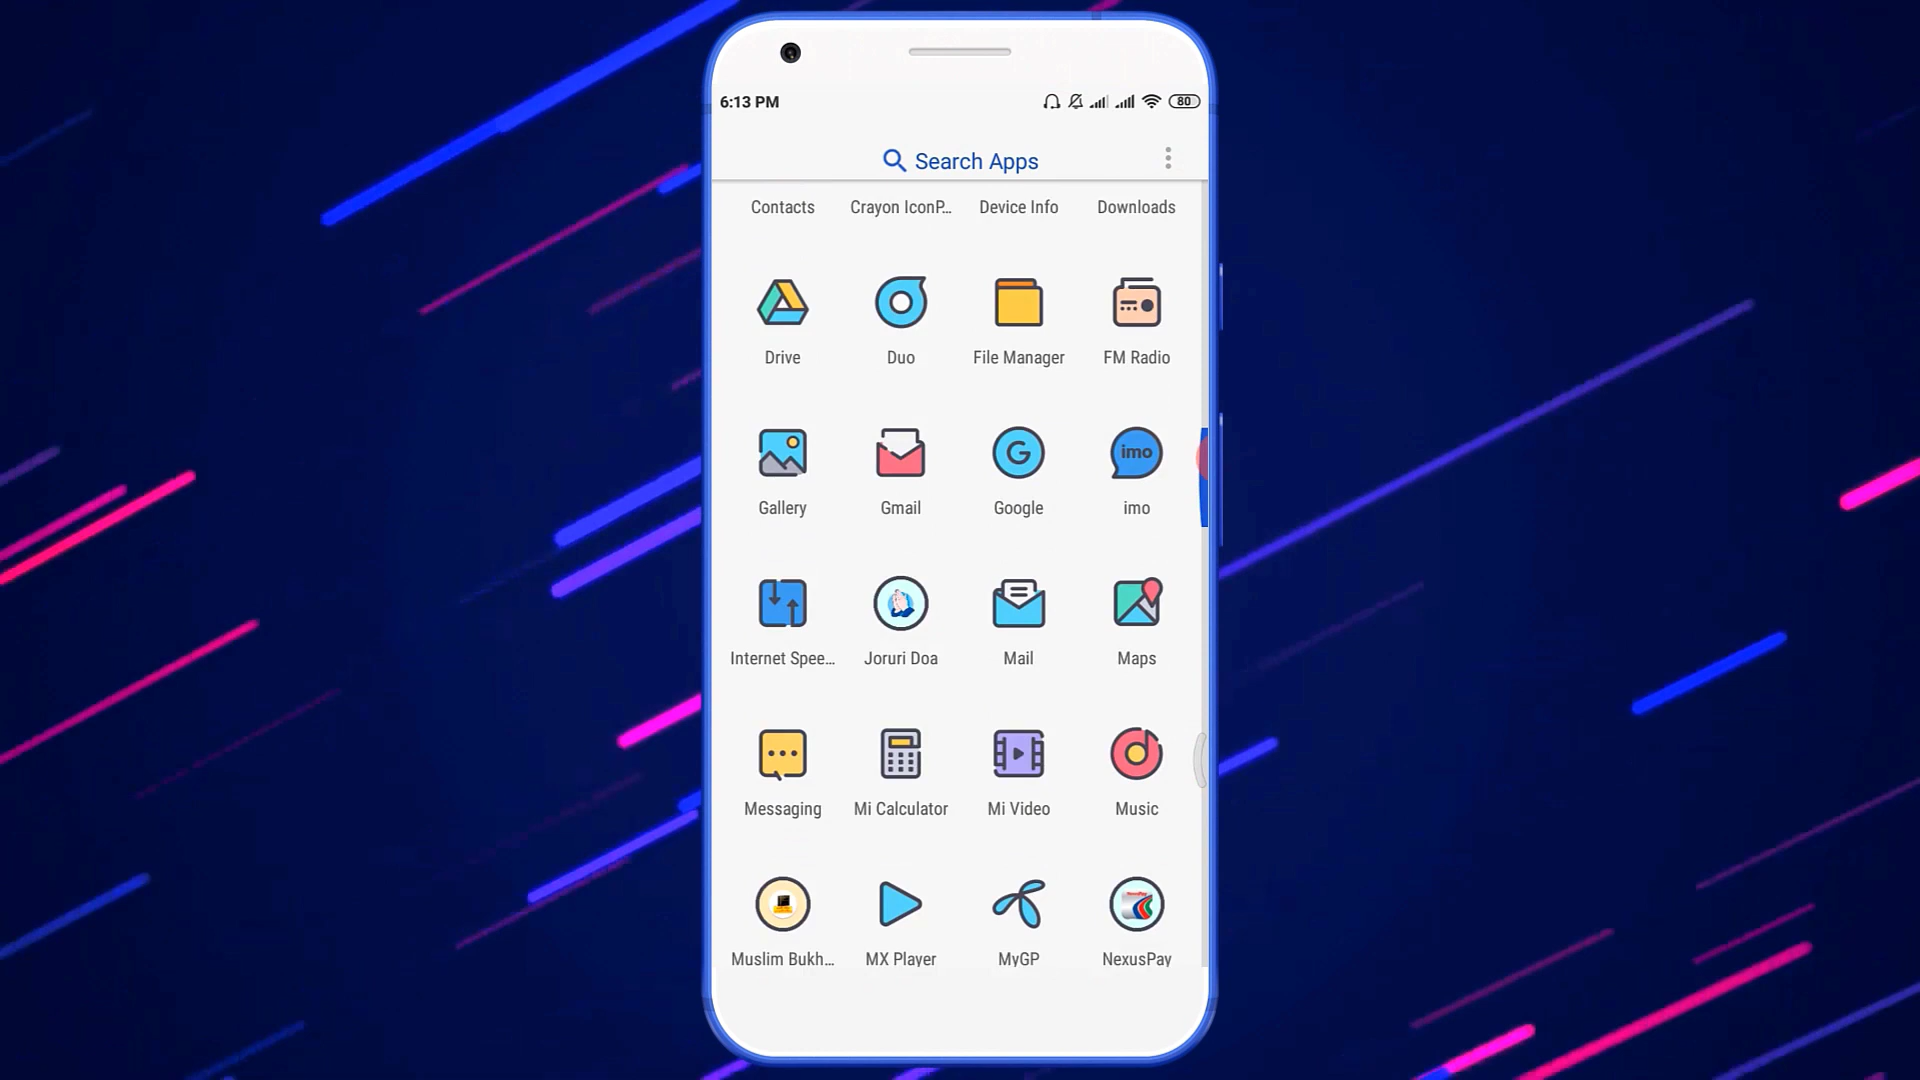 6:13 PM
80
Search Apps
Contacts Crayon IconP... Device Info Downloads
Drive Duo File Manager FM Radio
imo
Gallery Gmail Google imo
Internet Spee... Joruri Doa Mail Maps
Messaging Mi Calculator Mi Video Music
Muslim Bukh... MX Player MyGP NexusPay